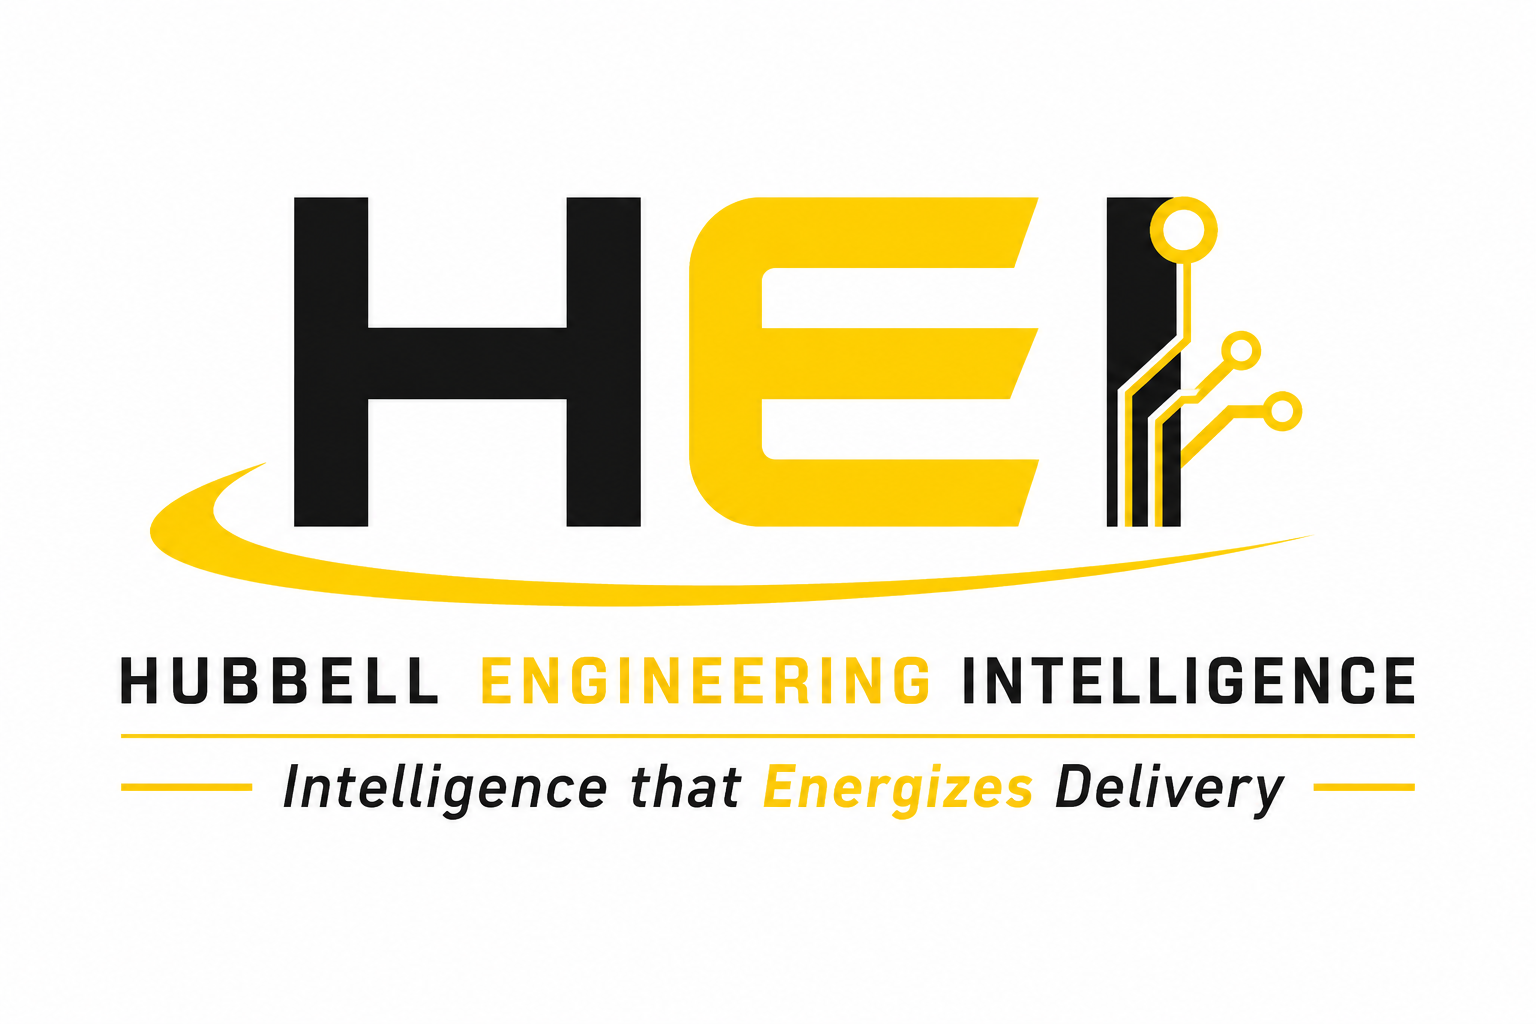 HEI
HUBBELL ENGINEERING INTELLIGENCE
Intelligence that Energizes Delivery